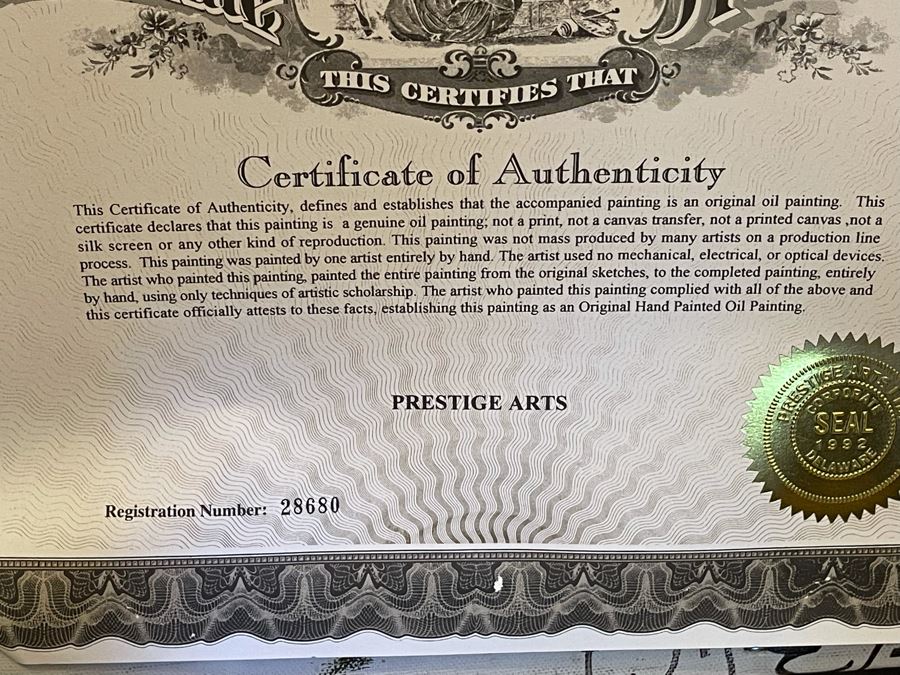 THIS CERTIFIES THAT
Certificate of Authenticity
This Certificate of Authenticity, defines and establishes that the accompanied painting is an original oil painting. This
certificate declares that this painting is a genuine oil painting; not a print, not a canvas transfer, not a printed canvas ,not a
silk screen or any other kind of reproduction. This painting was not mass produced by many artists on a production line
process. This painting was painted by one artist entirely by hand. The artist used no mechanical, electrical, or optical devices.
The artist who painted this painting, painted the entire painting from the original sketches, to the completed painting, entirely
by hand, using only techniques of artistic scholarship. The artist who painted this painting complied with all of the above and
this certificate officially attests to these facts, establishing this painting as an Original Hand Painted Oil Painting.
PRESTIGE ARTS
PRESTIGE ARTS
CORPORAT
SEAL
1992
DELAWARE
Registration Number: 28680